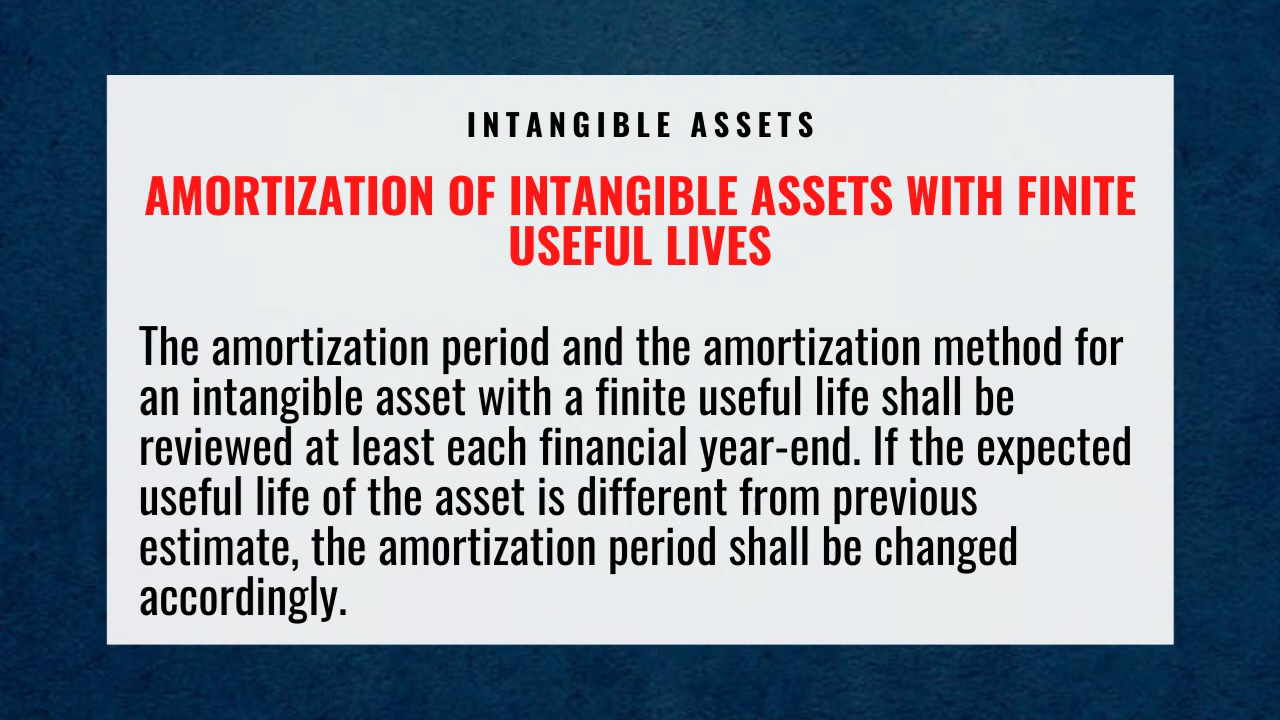 INTANGIBLE ASSETS
AMORTIZATION OF INTANGIBLE ASSETS WITH FINITE
USEFUL LIVES
The amortization period and the amortization method for
an intangible asset with a finite useful life shall be
reviewed at least each financial year-end. If the expected
useful life of the asset is different from previous
estimate, the amortization period shall be changed
accordingly.